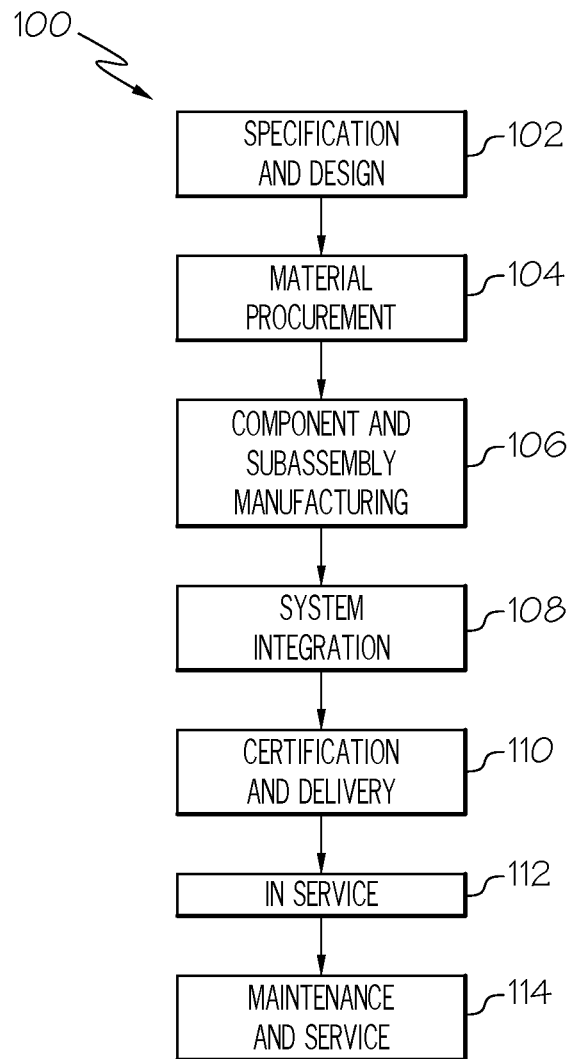 100
SPECIFICATION
AND DESIGN
102
MATERIAL
PROCUREMENT
104
COMPONENT AND
SUBASSEMBLY
MANUFACTURING
106
SYSTEM
INTEGRATION
108
CERTIFICATION
AND DELIVERY
110
IN SERVICE
112
MAINTENANCE
AND SERVICE
114